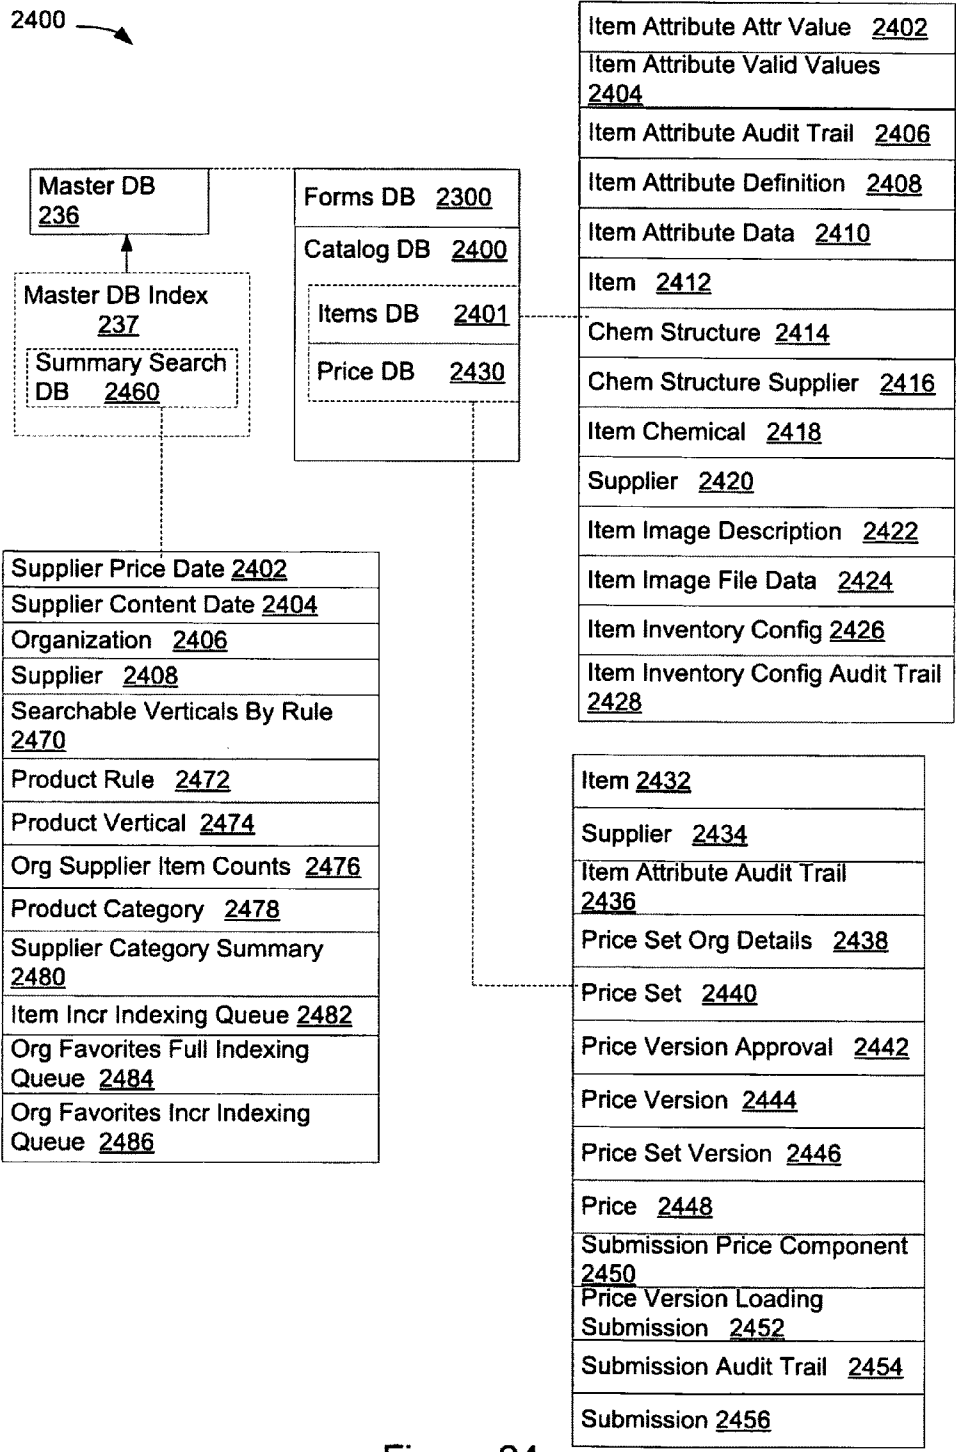 2400
Master DB
236
Master DB Index
237
Summary Search
DB 2460
Forms DB 2300
Catalog DB 2400
Items DB 2401
Price DB 2430
Item Attribute Attr Value 2402
Item Attribute Valid Values
2404
Item Attribute Audit Trail 2406
Item Attribute Definition 2408
Item Attribute Data 2410
Item 2412
Chem Structure 2414
Chem Structure Supplier 2416
Item Chemical 2418
Supplier 2420
Item Image Description 2422
Item Image File Data 2424
Item Inventory Config 2426
Item Inventory Config Audit Trail
2428
Supplier Price Date 2402
Supplier Content Date 2404
Organization 2406
Supplier 2408
Searchable Verticals By Rule
2470
Product Rule 2472
Product Vertical 2474
Org Supplier Item Counts 2476
Product Category 2478
Supplier Category Summary
2480
Item Incr Indexing Queue 2482
Org Favorites Full Indexing
Queue 2484
Org Favorites Incr Indexing
Queue 2486
Item 2432
Supplier 2434
Item Attribute Audit Trail
2436
Price Set Org Details 2438
Price Set 2440
Price Version Approval 2442
Price Version 2444
Price Set Version 2446
Price 2448
Submission Price Component
2450
Price Version Loading
Submission 2452
Submission Audit Trail 2454
Submission 2456